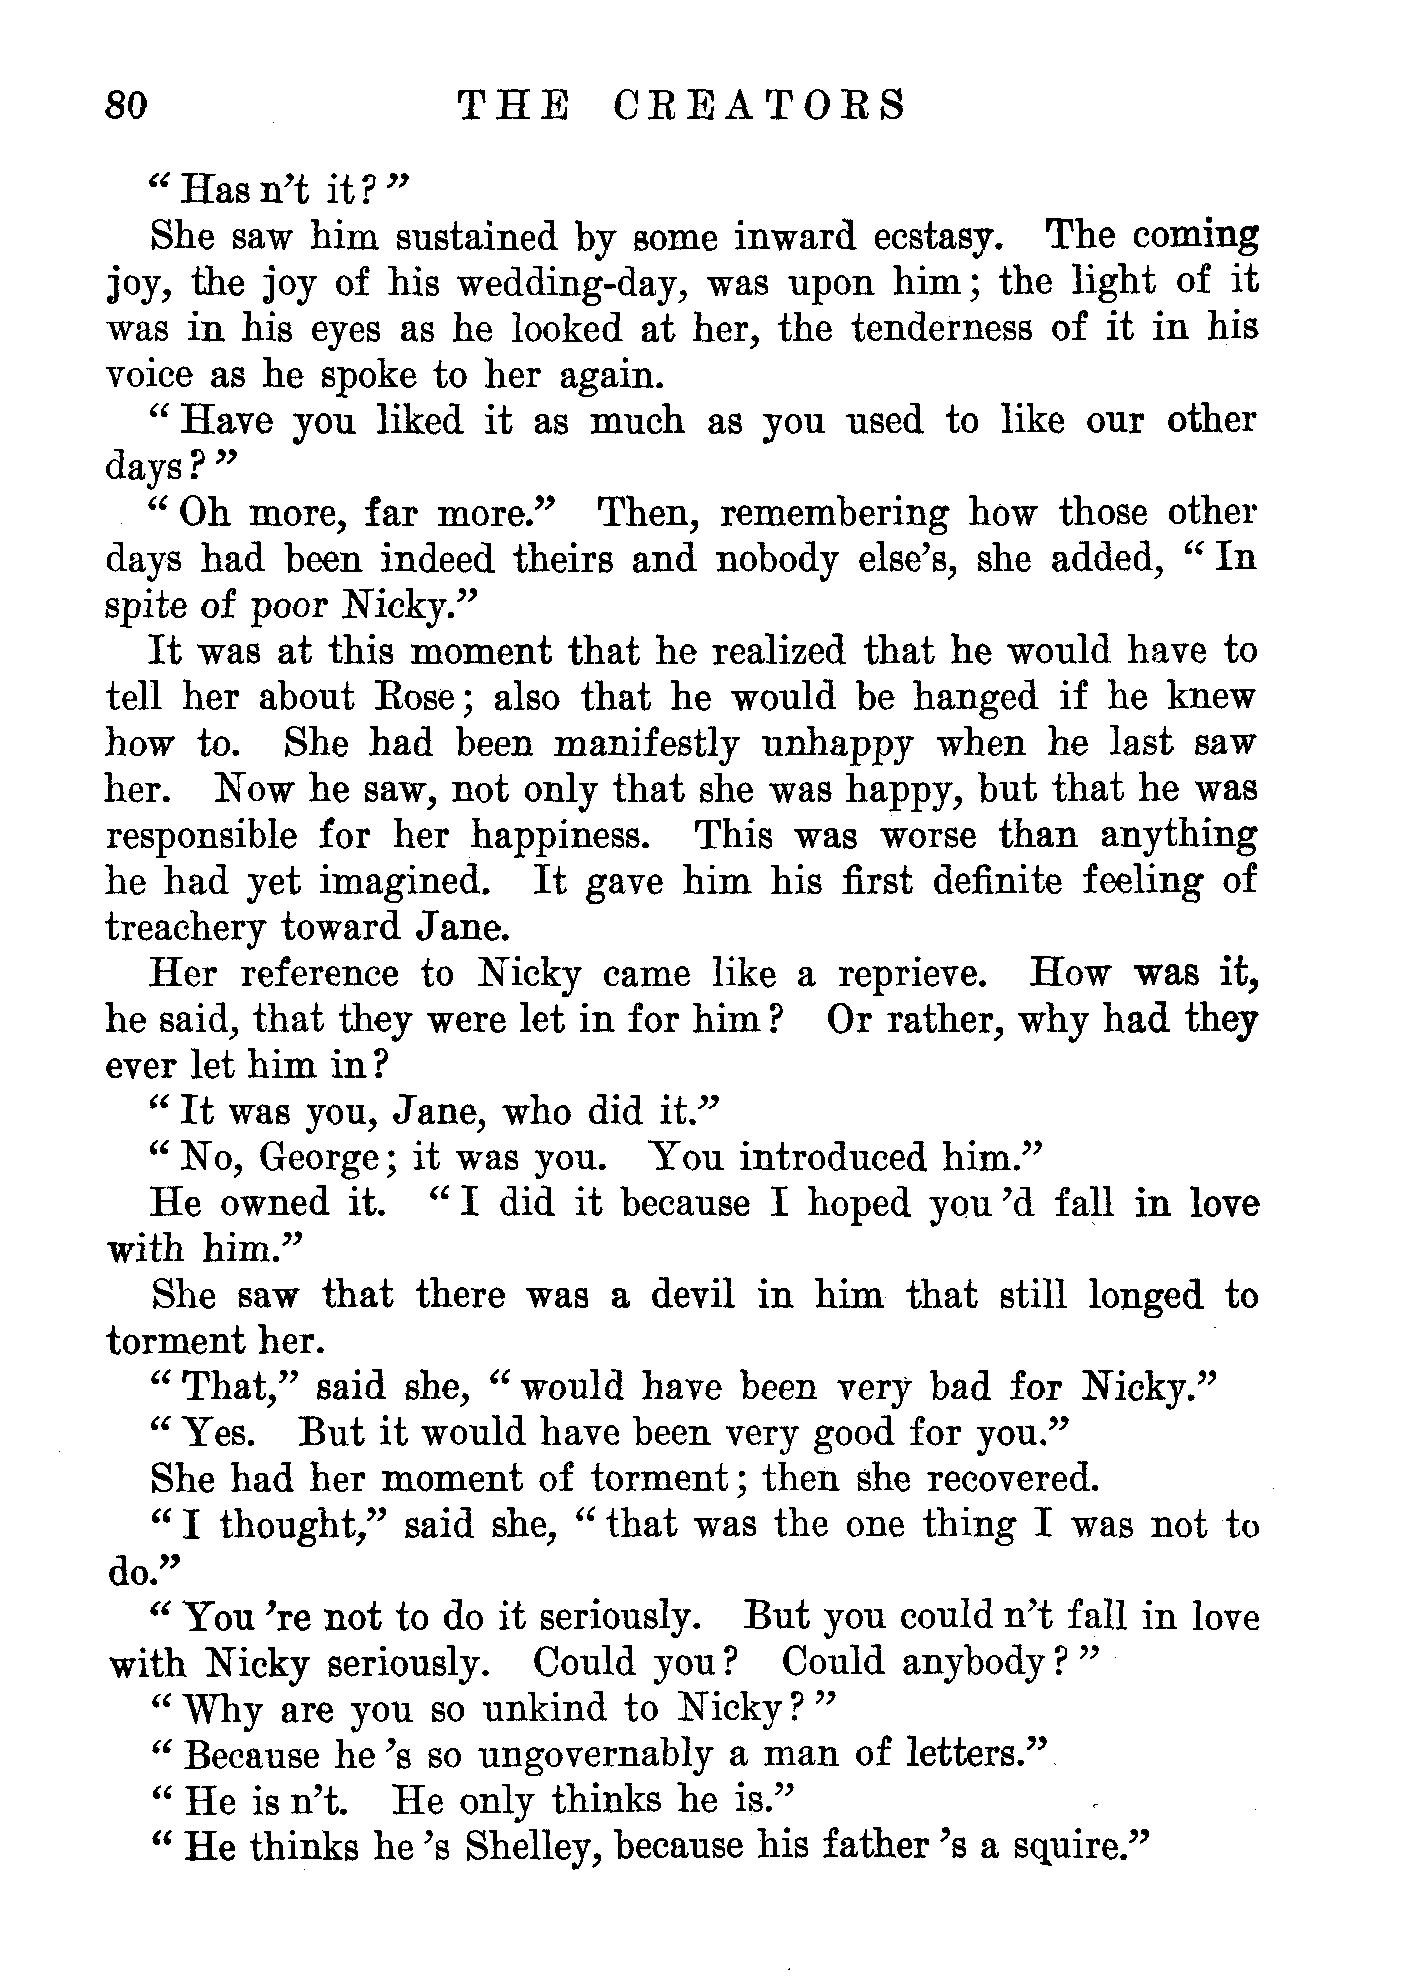 80 THE CREATORS
“ Has n’t it? ”
She saw him sustained by some inward ecstasy. The coming
joy, the joy of his wedding-day, was upon him; the light of it
was in his eyes as he looked at her, the tenderness of it in his
voice as he spoke to her again.
“ Have you liked it as much as you used to like our other
days? ”
“ Oh more, far more.” Then, remembering how those other
days had been indeed theirs and nobody else’s, she added, “ In
spite of poor Nicky.”
It was at this moment that he realized that he would have to
tell her about Rose; also that he would be hanged if he knew
how to. She had been manifestly unhappy when he last saw
her. Now he saw, not only that she was happy, but that he was
responsible for her happiness. This was worse than anything
he had yet imagined. It gave him his first definite feeling of
treachery toward Jane.
Her reference to Nicky came like a reprieve. How was it,
he said, that they were let in for him? Or rather, why had they
ever let him in?
“ It was you, Jane, who did it.”
“ No, George; it was you. You introduced him.”
He owned it. “ I did it because I hoped you ’d fall in love
with him.”
She saw that there was a devil in him that still longed to
torment her.
“ That,” said she, “ would have been very bad for Nicky.”
“ Yes. But it would have been very good for you.”
She had her moment of torment; then she recovered.
“ I thought,” said she, “ that was the one thing I was not to
do.”
“ You ’re not to do it seriously. But you could n’t fall in love
with Nicky seriously. Could you? Could anybody? ”
“ Why are you so unkind to Nicky? ”
“ Because he ’s so ungovernably a man of letters.”
“ He is n’t. He only thinks he is.”
“ He thinks he ’s Shelley, because his father ’s a squire.”